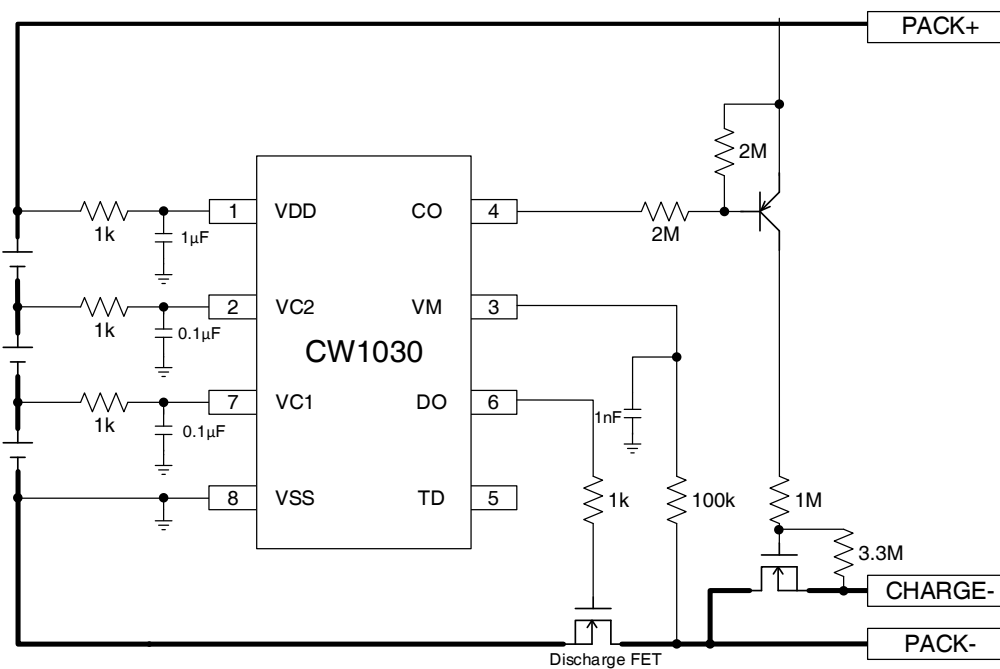 PACK+
2M
1 VDD CO 4
1k
1µF
2M
2 VC2 VM 3
1k
0.1µF
CW1030
7 VC1 DO 6
1k
0.1µF
1nF
8 VSS TD 5
1k
100k
1M
3.3M
CHARGE-
PACK-
Discharge FET